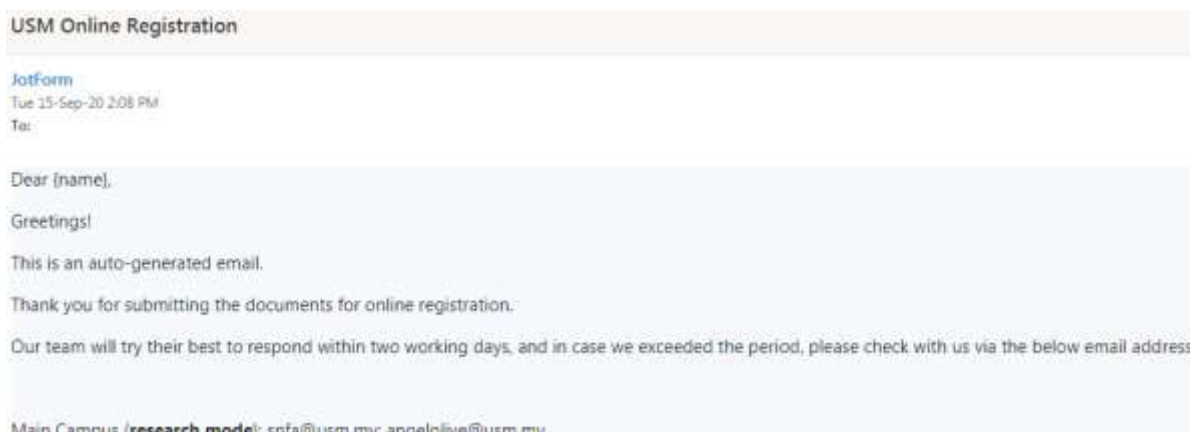 USM Online Registration
JotForm
Tue 15-Sep-20 2:08 PM
To:
Dear {name},
Greetings!
This is an auto-generated email.
Thank you for submitting the documents for online registration.
Our team will try their best to respond within two working days, and in case we exceeded the period, please check with us via the below email address
Main Campus (research mode):